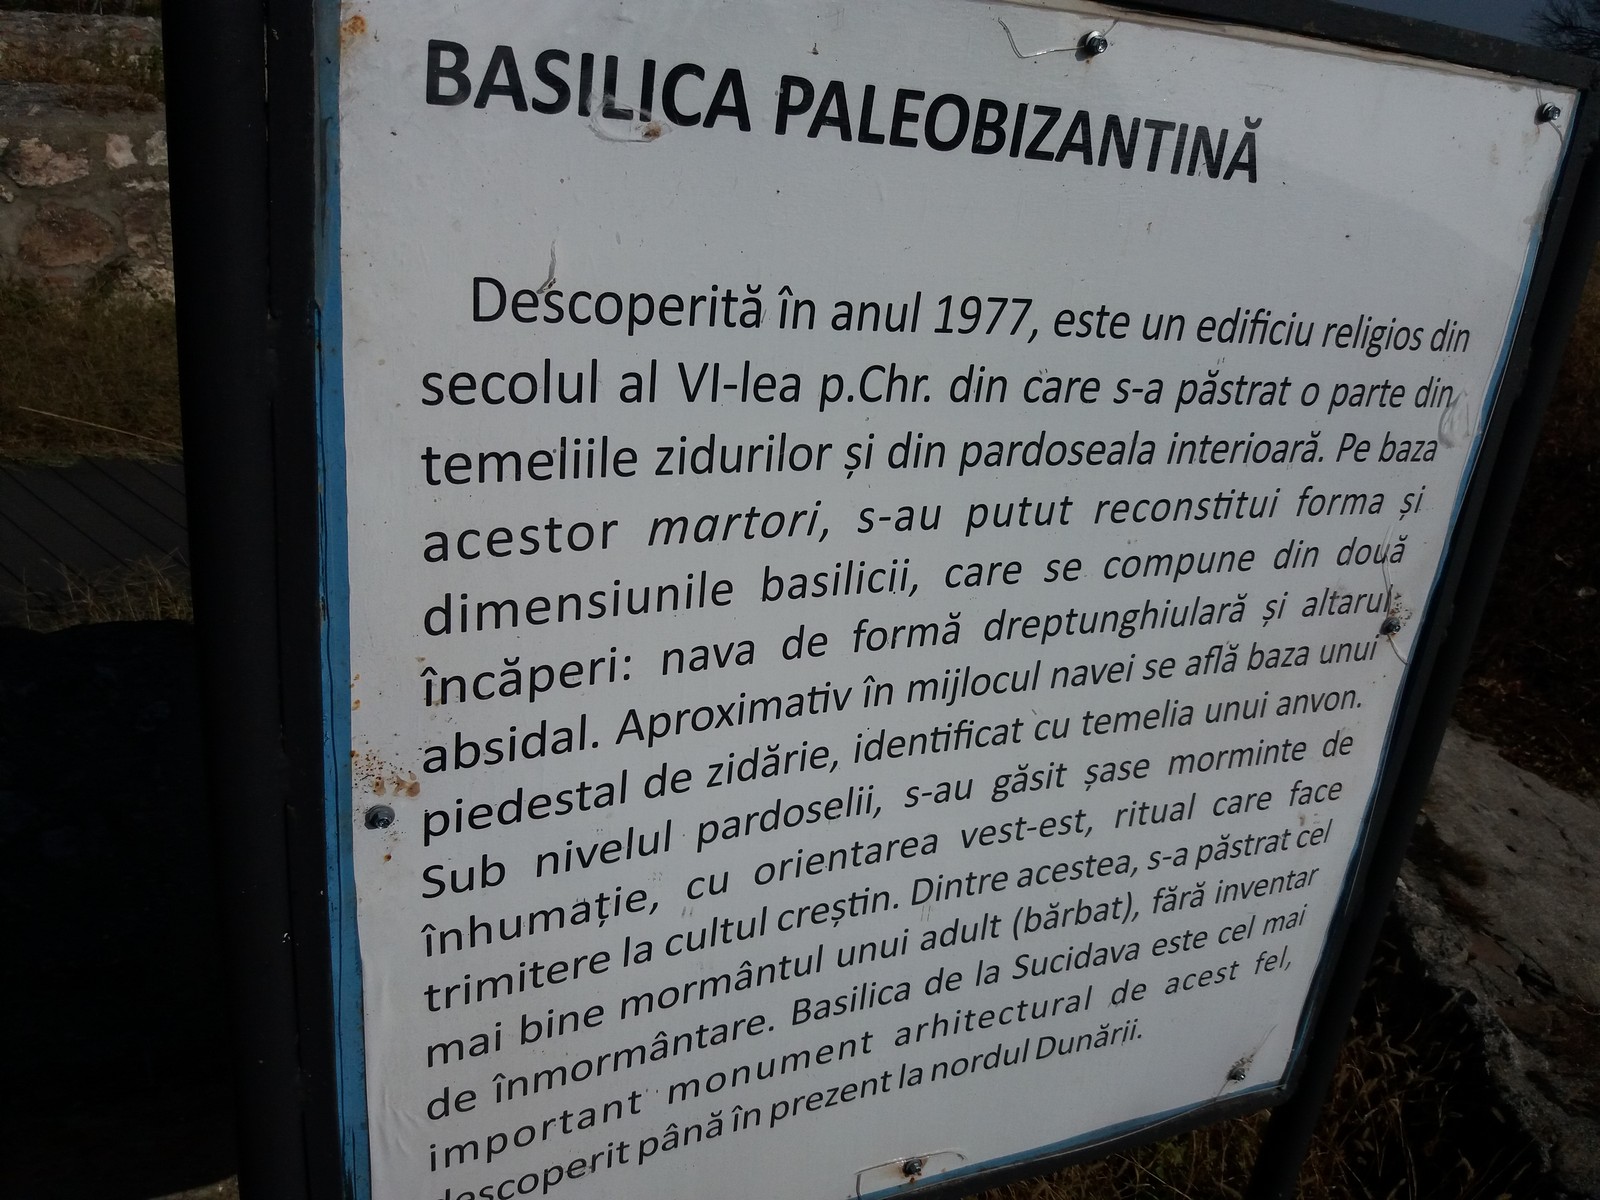 BASILICA PALEOBIZANTINĂ
Descoperită în anul 1977, este un edificiu religios din
secolul al VI-lea p.Chr. din care s-a păstrat o parte din
temeliile zidurilor și din pardoseala interioară. Pe baza
acestor martori, s-au putut reconstitui forma și
dimensiunile basilicii, care se compune din două
încăperi: nava de formă dreptunghiulară și altarul
absidal. Aproximativ în mijlocul navei se află baza unui
piedestal de zidărie, identificat cu temelia unui anvon.
Sub nivelul pardoselii, s-au găsit șase morminte de
înhumație, cu orientarea vest-est, ritual care face
trimitere la cultul creștin. Dintre acestea, s-a păstrat cel
mai bine mormântul unui adult (bărbat), fără inventar
de înmormântare. Basilica de la Sucidava este cel mai
important monument arhitectural de acest fel,
descoperit până în prezent la nordul Dunării.